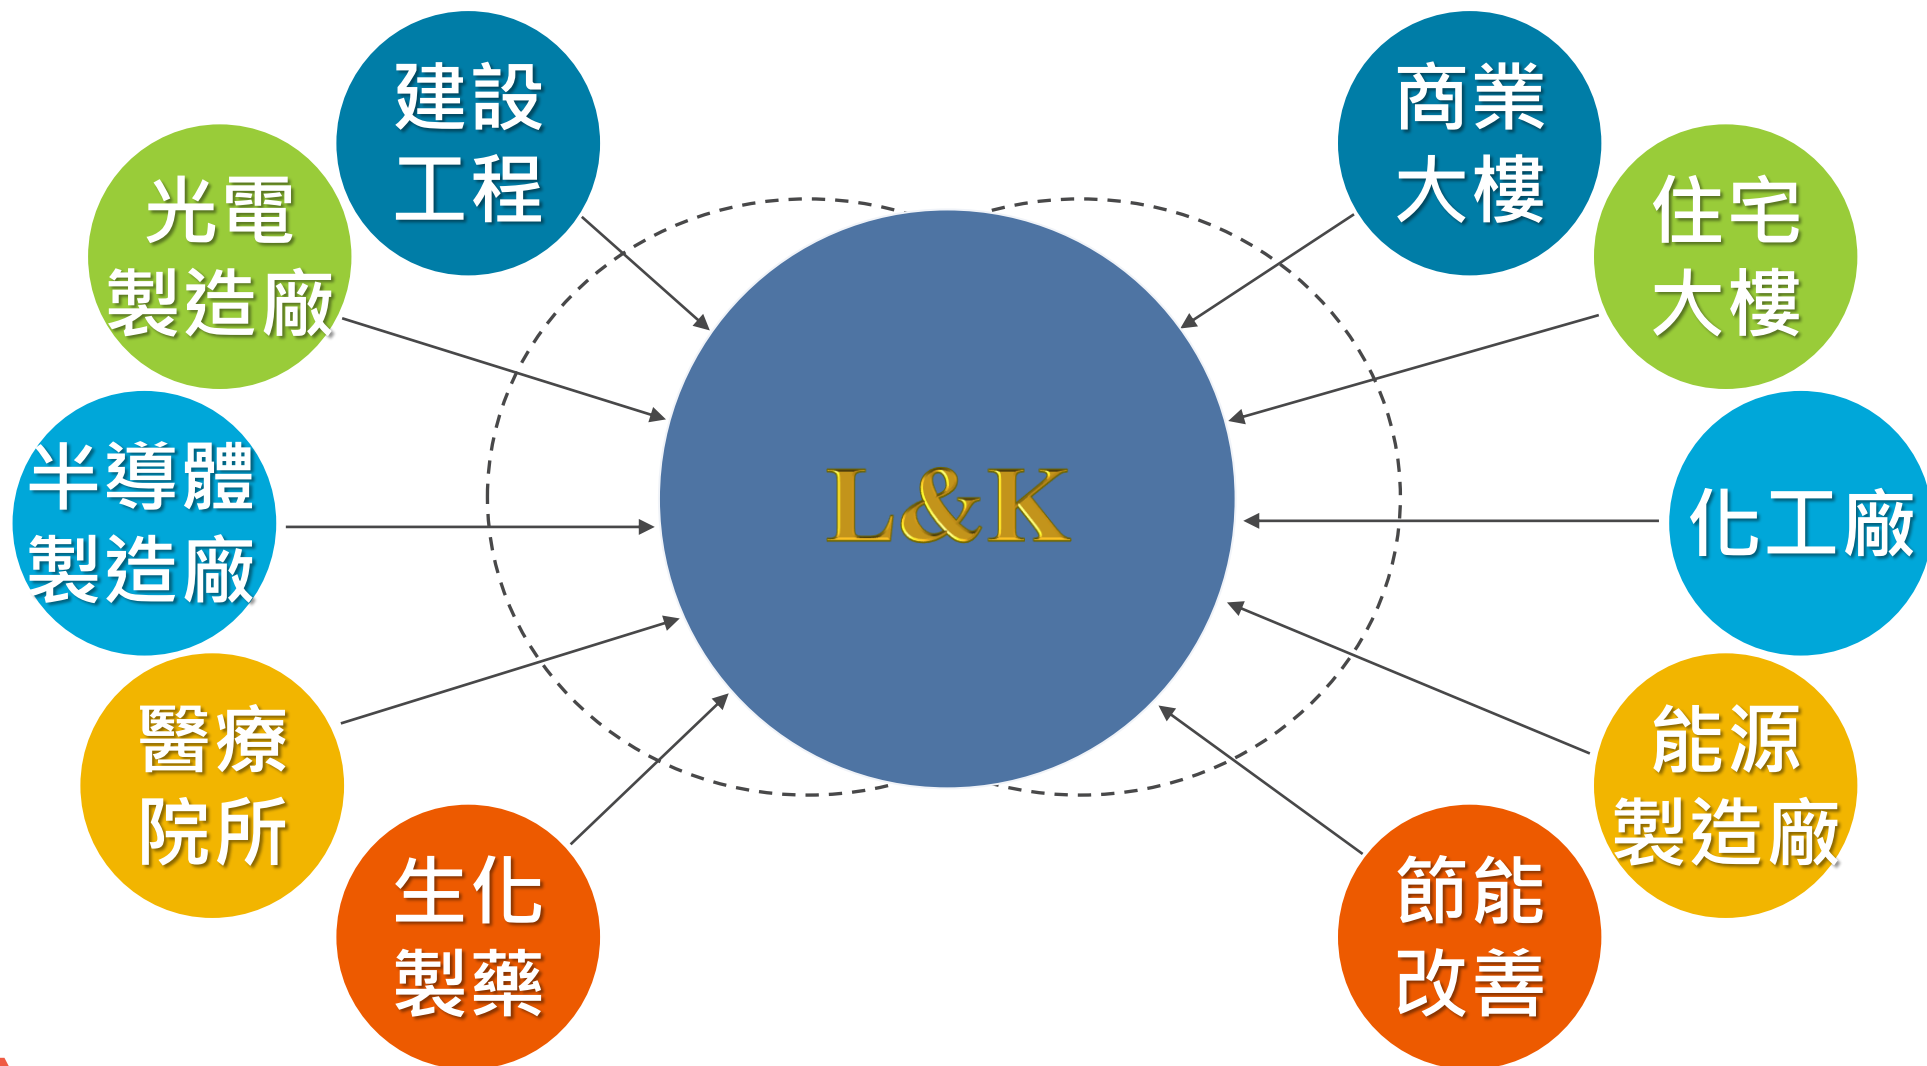 建設
工程
光電
製造廠
半導體
製造廠
醫療
院所
生化
製藥
L&K
商業
大樓
住宅
大樓
化工廠
能源
製造廠
節能
改善